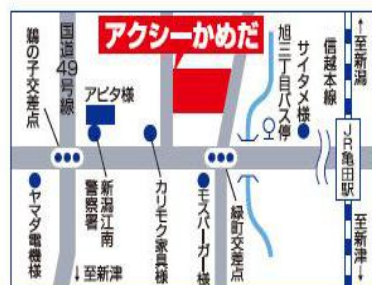 アクシーかめだ
国道49号線
鵜の子交差点
アピタ様
旭三丁目バス停
サイタメ様
信越本線
↑至新潟
JR亀田駅
至新津↓
ヤマダ電機様
新潟江南警察署
カリモク家具様
モスバーガー様
緑町交差点
↓至新津